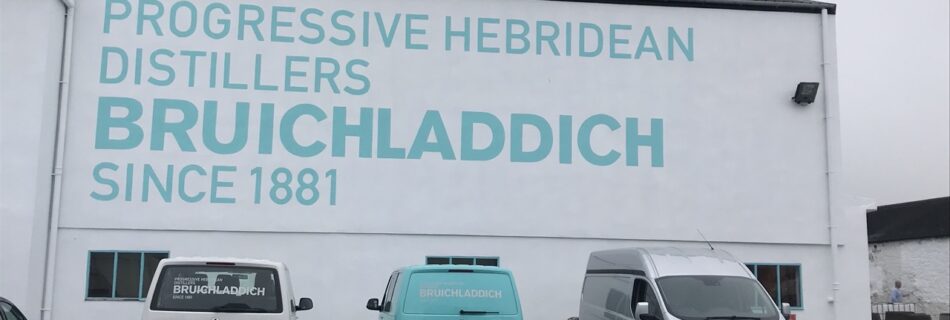 PROGRESSIVE HEBRIDEAN
DISTILLERS
BRUICHLADDICH
SINCE 1881
PROGRESSIVE HEBRIDEAN
DISTILLERS
BRUICHLADDICH
SINCE 1881
BRUICHLADDICH